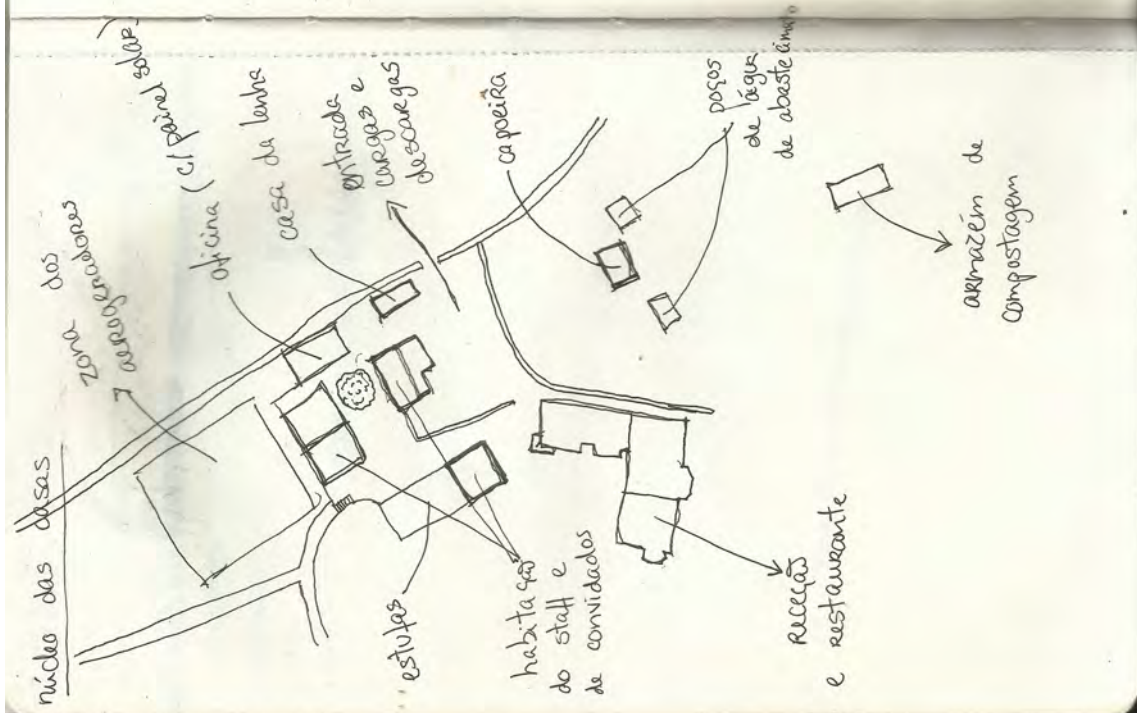 núcleo das casas
zona dos
7 aerogeradores
oficina (c/ painel solar)
casa da lenha
entrada
cargas e
descargas
capoeira
poços
de água
de abastecimento
armazém de
compostagem
estufas
habitação
do staff e
de convidados
receção
e restaurante